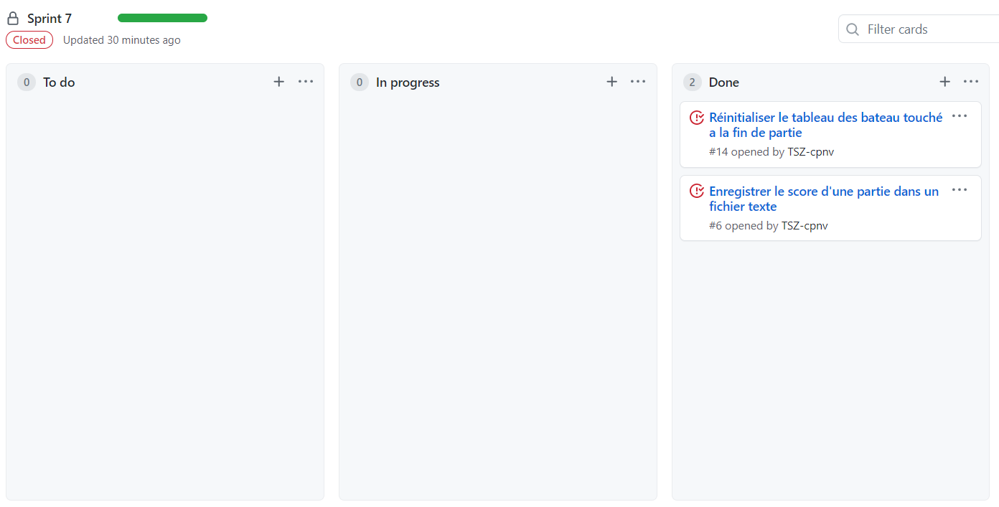 Sprint 7
Closed Updated 30 minutes ago
Filter cards
0 To do
0 In progress
2 Done
Réinitialiser le tableau des bateau touché
a la fin de partie
#14 opened by TSZ-cpnv
Enregistrer le score d'une partie dans un
fichier texte
#6 opened by TSZ-cpnv